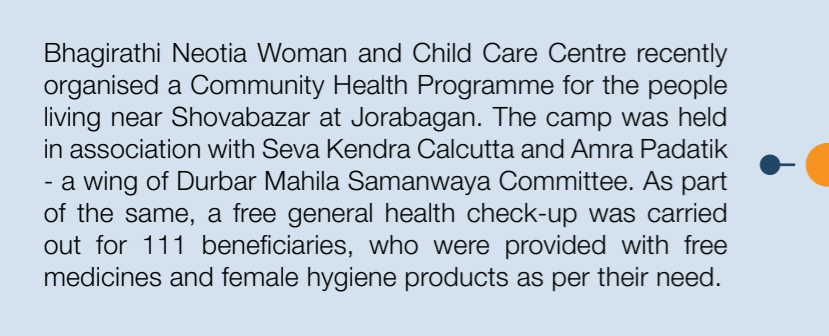 Bhagirathi Neotia Woman and Child Care Centre recently
organised a Community Health Programme for the people
living near Shovabazar at Jorabagan. The camp was held
in association with Seva Kendra Calcutta and Amra Padatik
- a wing of Durbar Mahila Samanwaya Committee. As part
of the same, a free general health check-up was carried
out for 111 beneficiaries, who were provided with free
medicines and female hygiene products as per their need.